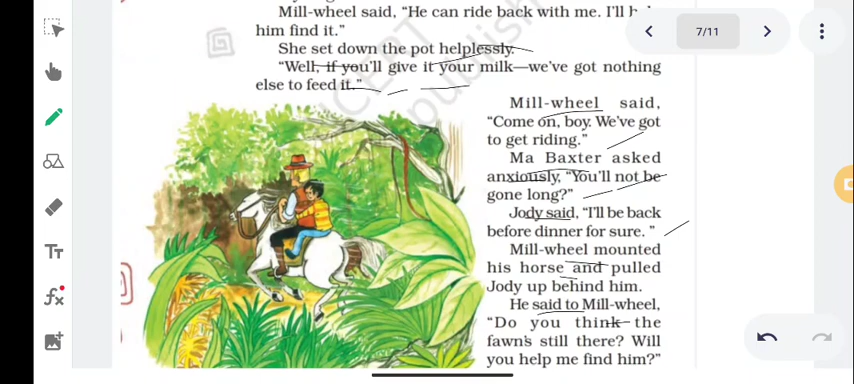 Mill-wheel said, “He can ride back with me. I’ll
him find it.”
7/11
She set down the pot helplessly.
“Well, if you’ll give it your milk—we’ve got nothing
else to feed it.”
Mill-wheel said,
“Come on, boy. We’ve got
to get riding.”
Ma Baxter asked
anxiously, “You’ll not be
gone long?”
Jody said, “I’ll be back
before dinner for sure. ”
Mill-wheel mounted
his horse and pulled
Jody up behind him.
He said to Mill-wheel,
“Do you think the
fawn’s still there? Will
you help me find him?”
Tт
fx